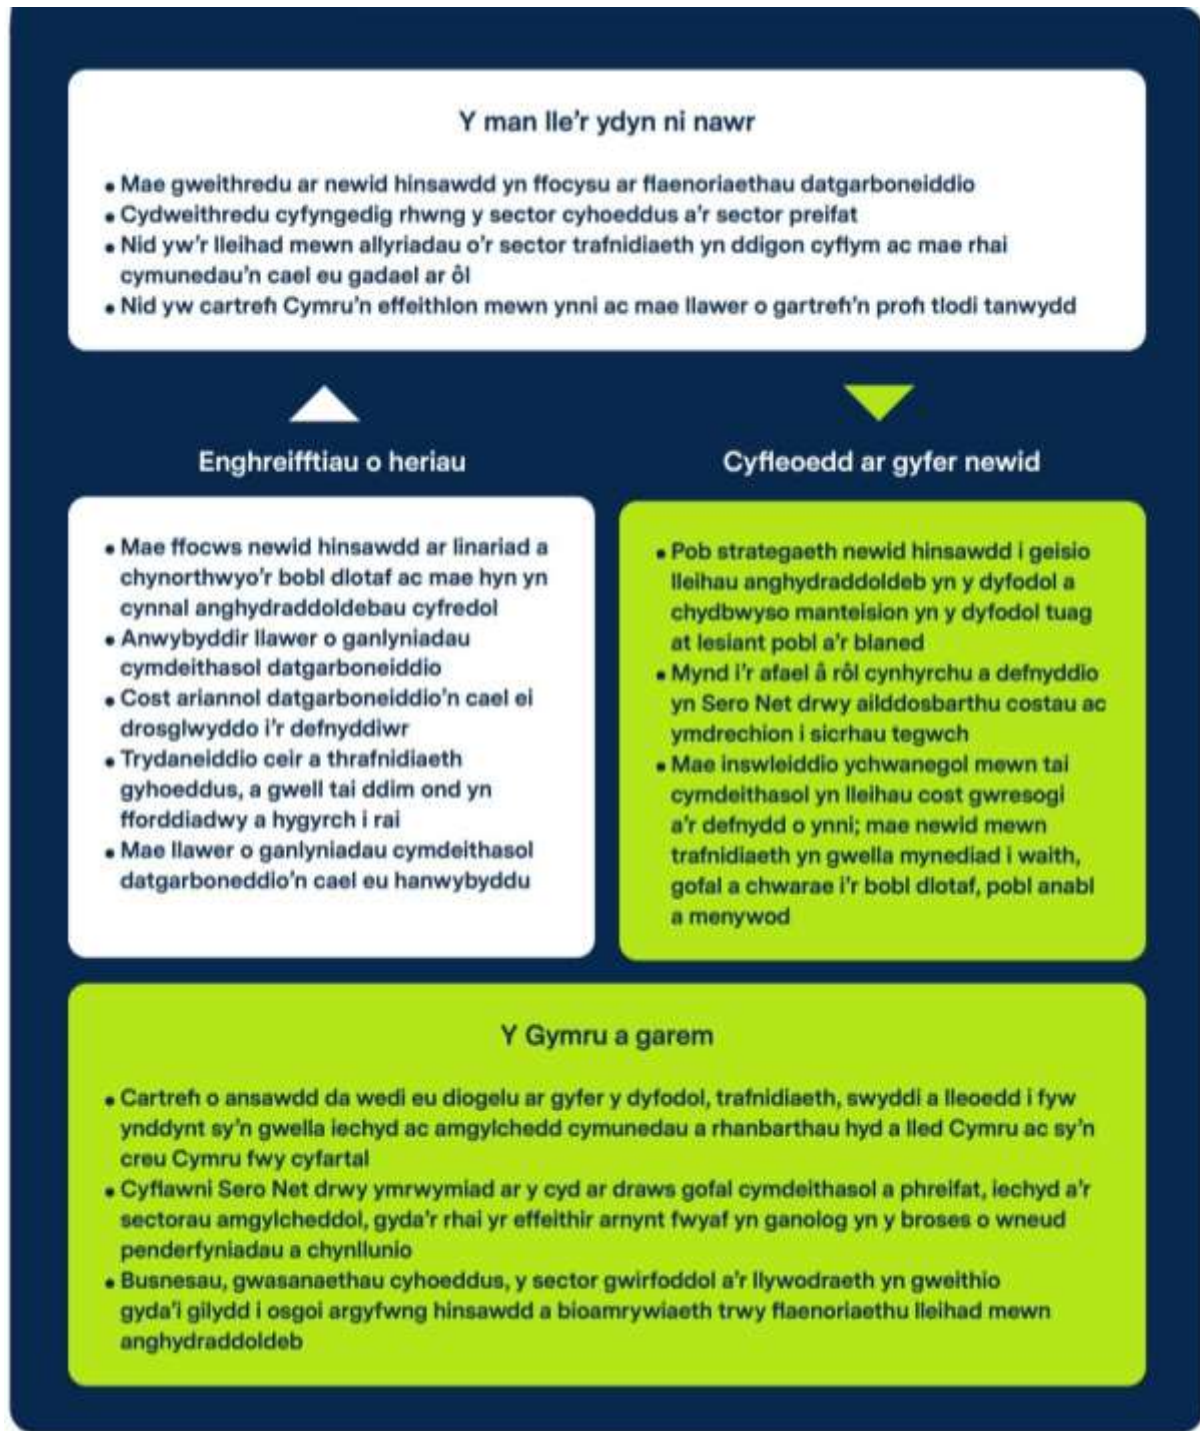 Y man lle'r ydyn ni nawr
• Mae gweithredu ar newid hinsawdd yn ffocysu ar flaenoriaethau datgarboneiddio
• Cydweithredu cyfyngedig rhwng y sector cyhoeddus a'r sector preifat
• Nid yw'r lleihad mewn allyriadau o'r sector trafnidiaeth yn ddigon cyflym ac mae rhai
cymunedau'n cael eu gadael ar ôl
• Nid yw cartrefi Cymru'n effeithlon mewn ynni ac mae llawer o gartrefi'n profi tlodi tanwydd
Enghreifftiau o heriau
• Mae ffocws newid hinsawdd ar liniariad a
chynorthwyo'r bobl dlotaf ac mae hyn yn
cynnal anghydraddoldebau cyfredol
• Anwybyddir llawer o ganlyniadau
cymdeithasol datgarboneiddio
• Cost ariannol datgarboneiddio'n cael ei
drosglwyddo i'r defnyddiwr
• Trydaneiddio ceir a thrafnidiaeth
gyhoeddus, a gwell tai ddim ond yn
fforddiadwy a hygyrch i rai
• Mae llawer o ganlyniadau cymdeithasol
datgarboneddio'n cael eu hanwybyddu
Cyfleoedd ar gyfer newid
• Pob strategaeth newid hinsawdd i geisio
lleihau anghydraddoldeb yn y dyfodol a
chydbwyso manteision yn y dyfodol tuag
at lesiant pobl a'r blaned
• Mynd i'r afael â rôl cynhyrchu a defnyddio
yn Sero Net drwy ailddosbarthu costau ac
ymdrechion i sicrhau tegwch
• Mae inswleiddio ychwanegol mewn tai
cymdeithasol yn lleihau cost gwresogi
a'r defnydd o ynni; mae newid mewn
trafnidiaeth yn gwella mynediad i waith,
gofal a chwarae i'r bobl dlotaf, pobl anabl
a menywod
Y Gymru a garem
• Cartrefi o ansawdd da wedi eu diogelu ar gyfer y dyfodol, trafnidiaeth, swyddi a lleoedd i fyw
ynddynt sy'n gwella iechyd ac amgylchedd cymunedau a rhanbarthau hyd a lled Cymru ac sy'n
creu Cymru fwy cyfartal
• Cyflawni Sero Net drwy ymrwymiad ar y cyd ar draws gofal cymdeithasol a phreifat, iechyd a'r
sectorau amgylcheddol, gyda'r rhai yr effeithir arnynt fwyaf yn ganolog yn y broses o wneud
penderfyniadau a chynllunio
• Busnesau, gwasanaethau cyhoeddus, y sector gwirfoddol a'r llywodraeth yn gweithio
gyda'i gilydd i osgoi argyfwng hinsawdd a bioamrywiaeth trwy flaenoriaethu lleihad mewn
anghydraddoldeb